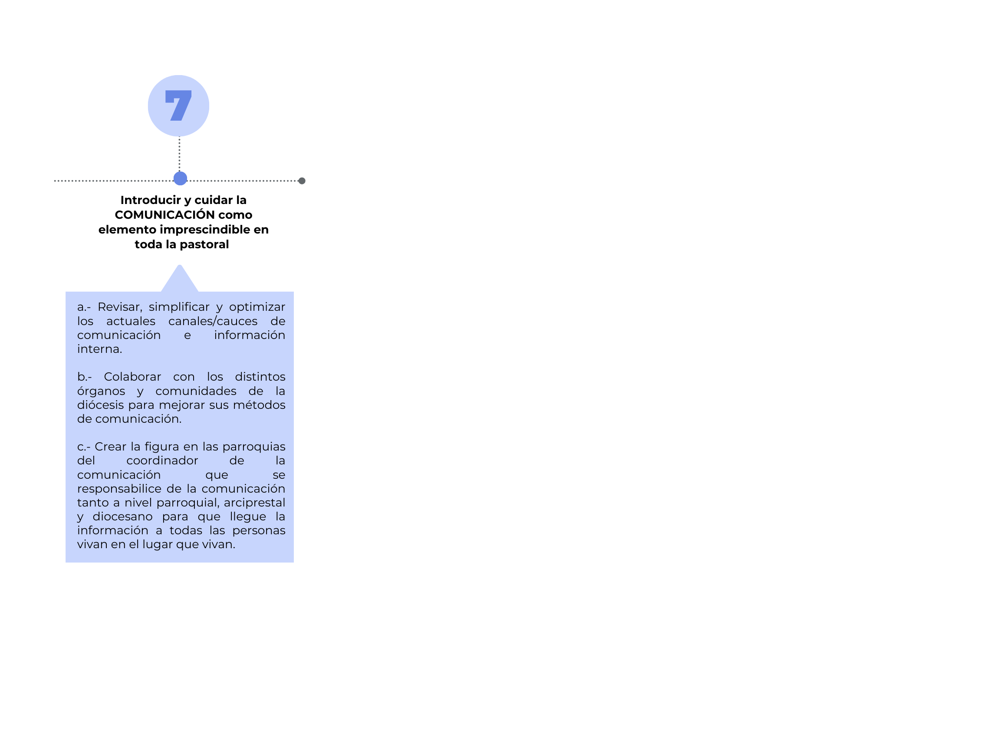 7
Introducir y cuidar la
COMUNICACIÓN como
elemento imprescindible en
toda la pastoral
a.- Revisar, simplificar y optimizar
los actuales canales/cauces de
comunicación e información
interna.
b.- Colaborar con los distintos
órganos y comunidades de la
diócesis para mejorar sus métodos
de comunicación.
c.- Crear la figura en las parroquias
del coordinador de la
comunicación que se
responsabilice de la comunicación
tanto a nivel parroquial, arciprestal
y diocesano para que llegue la
información a todas las personas
vivan en el lugar que vivan.